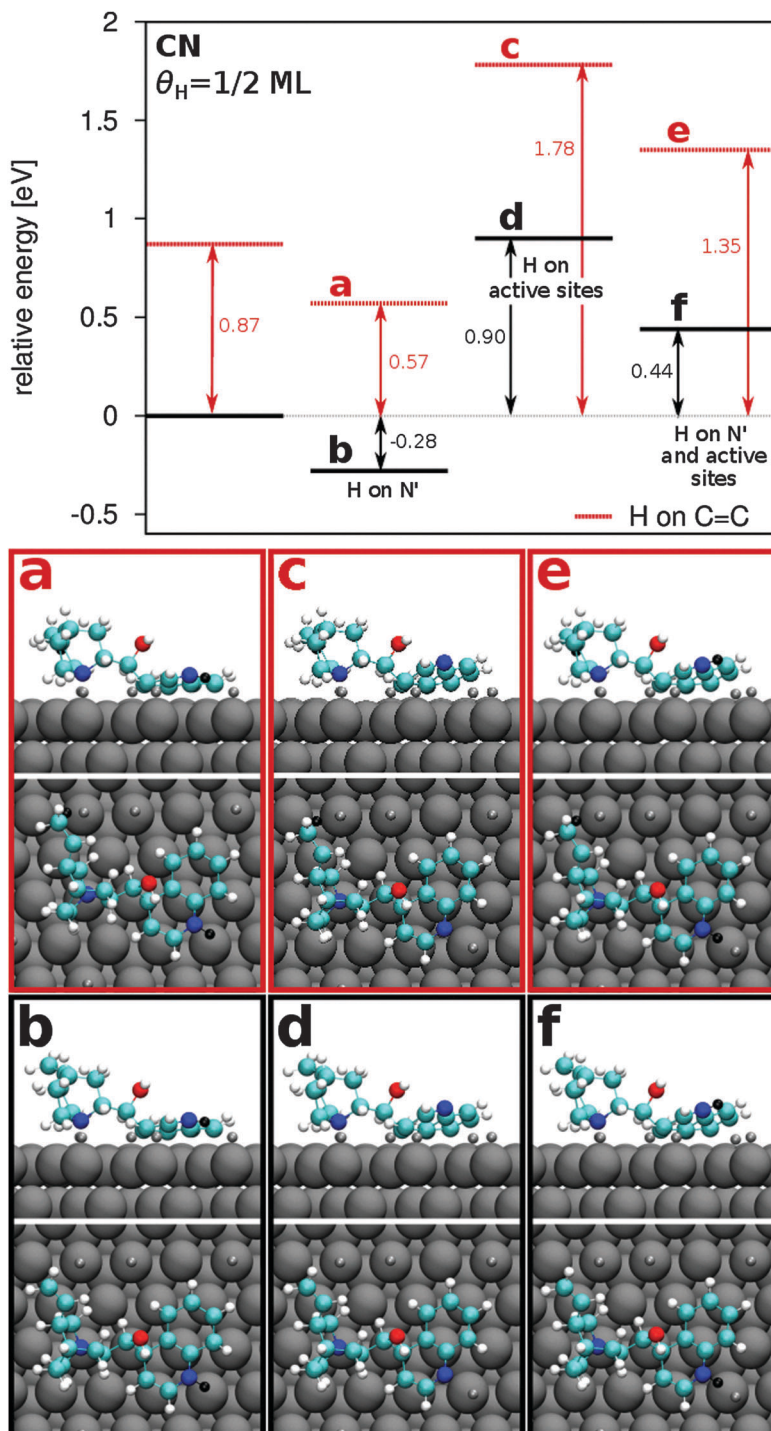 2
CN
θH=1/2 ML
c
1.5
e
1.78
relative energy [eV]
1
d
1.35
H on
active sites
a
f
0.87
0.5
0.57
0.90
0.44
0
-0.28
b
H on N'
H on N'
and active
sites
-0.5
H on C=C
a
c
e
b
d
f